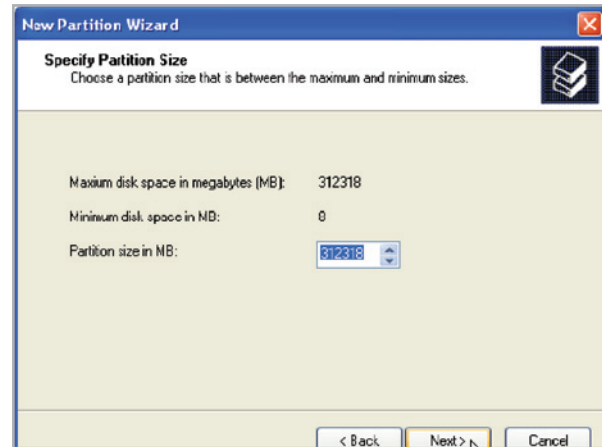 New Partition Wizard
Specify Partition Size
Choose a partition size that is between the maximum and minimum sizes.
Maxium disk space in megabytes (MB): 312318
Minimum disk space in MB: 8
Partition size in MB: 312318
< Back Next > Cancel